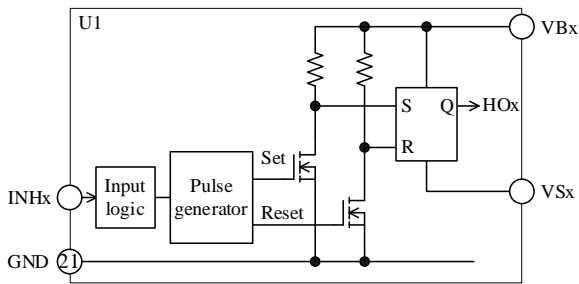 U1
VBx
S Q HOx
R
Set
Input
logic
Pulse
generator
INHx
VSx
Reset
GND 21